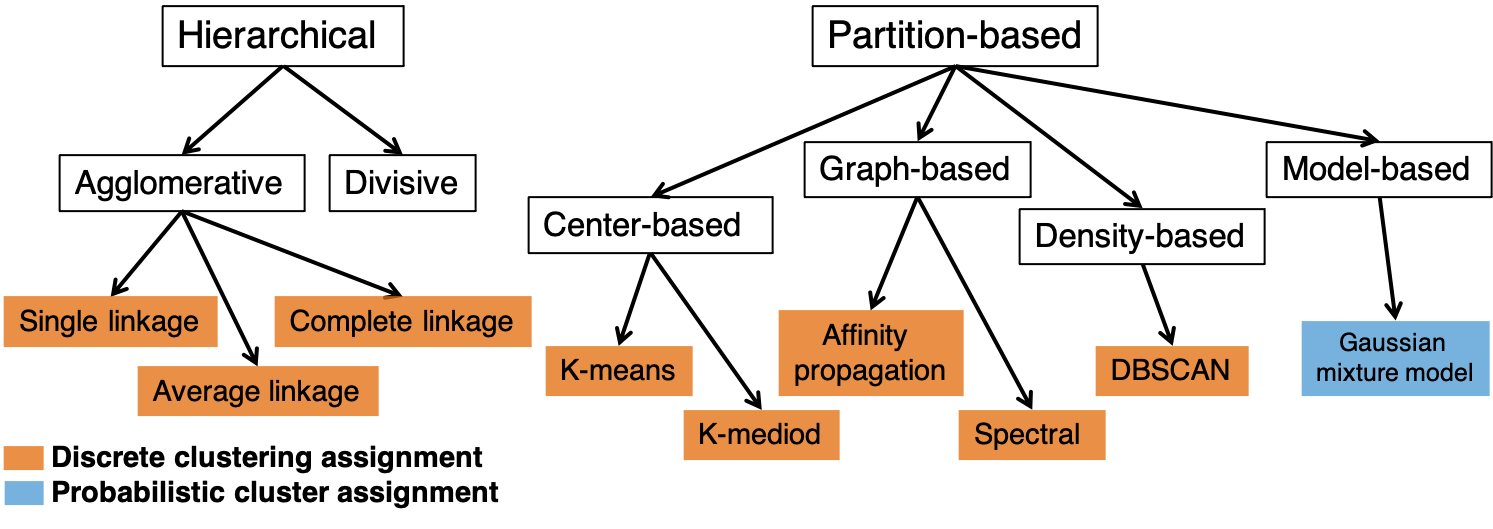 Hierarchical
Partition-based
Agglomerative
Divisive
Center-based
Graph-based
Density-based
Model-based
Single linkage
Complete linkage
Average linkage
K-means
K-mediod
Affinity
propagation
Spectral
DBSCAN
Gaussian
mixture model
Discrete clustering assignment
Probabilistic cluster assignment